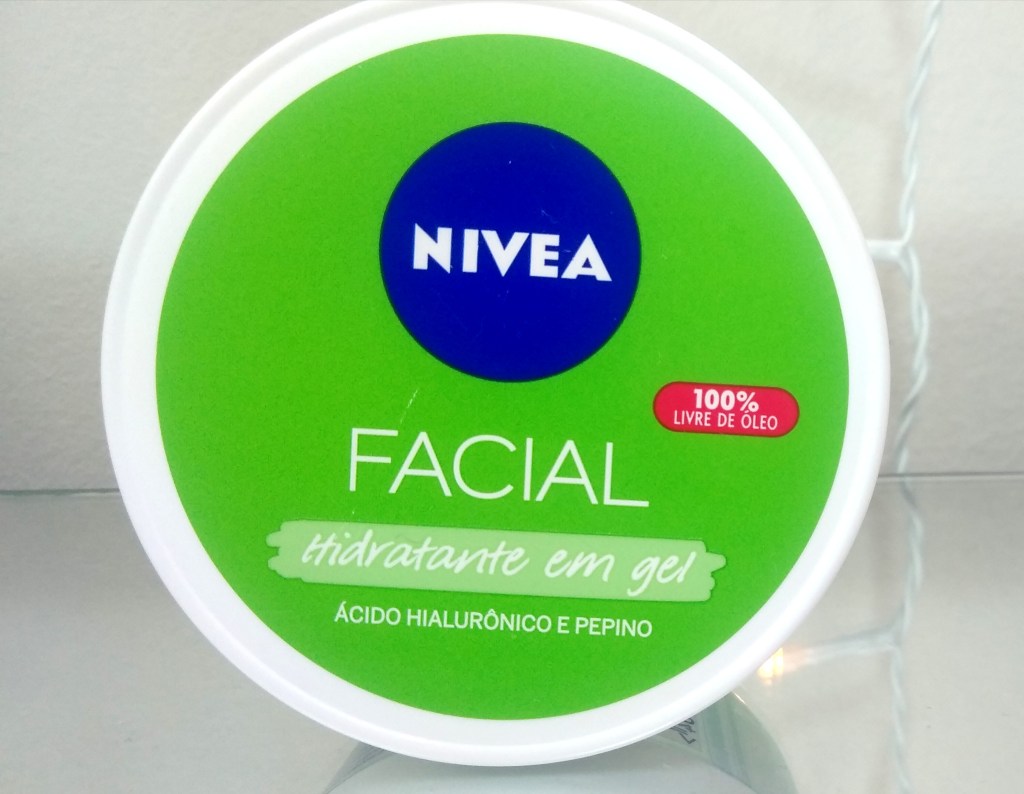 NIVEA
100%
LIVRE DE ÓLEO
FACIAL
Hidratante em gel
ÁCIDO HIALURÔNICO E PEPINO